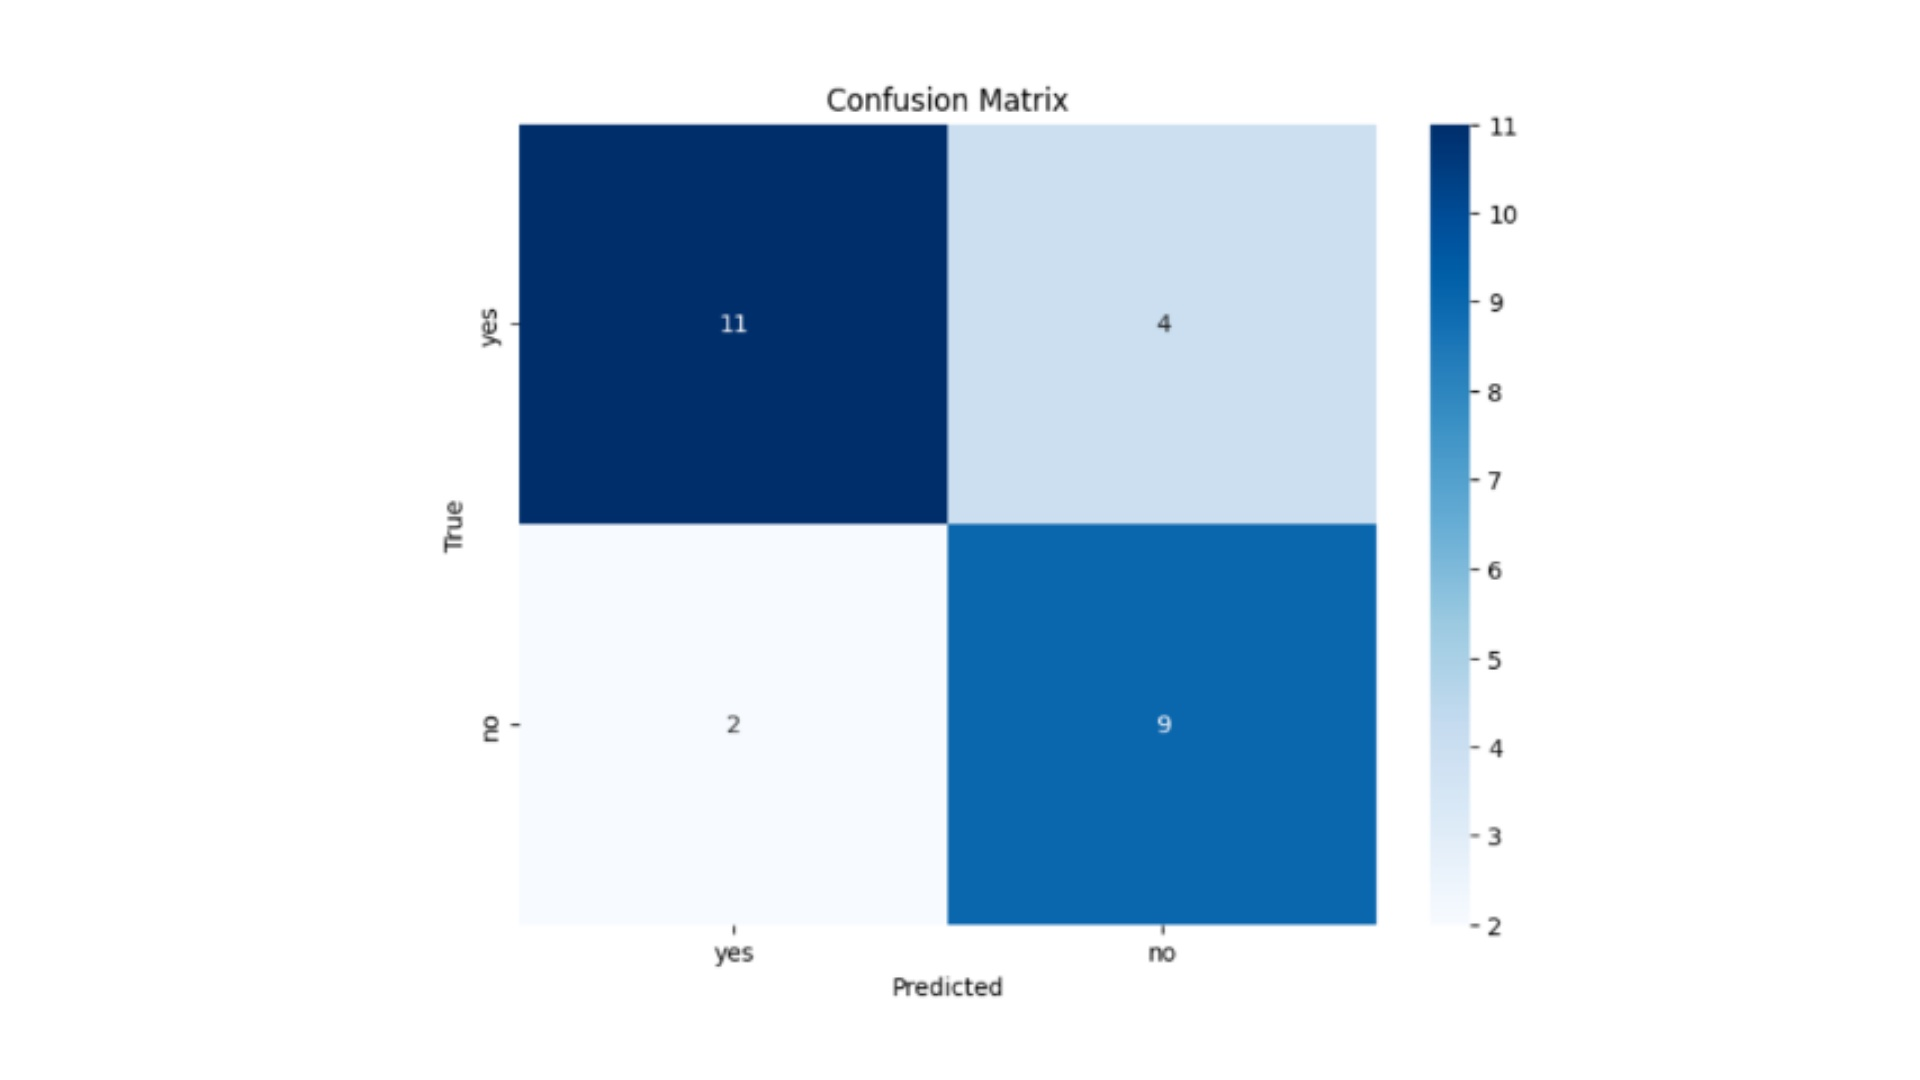 Confusion Matrix
11
10
9
8
7
6
5
4
3
2
yes
11
4
True
no
2
9
yes
no
Predicted